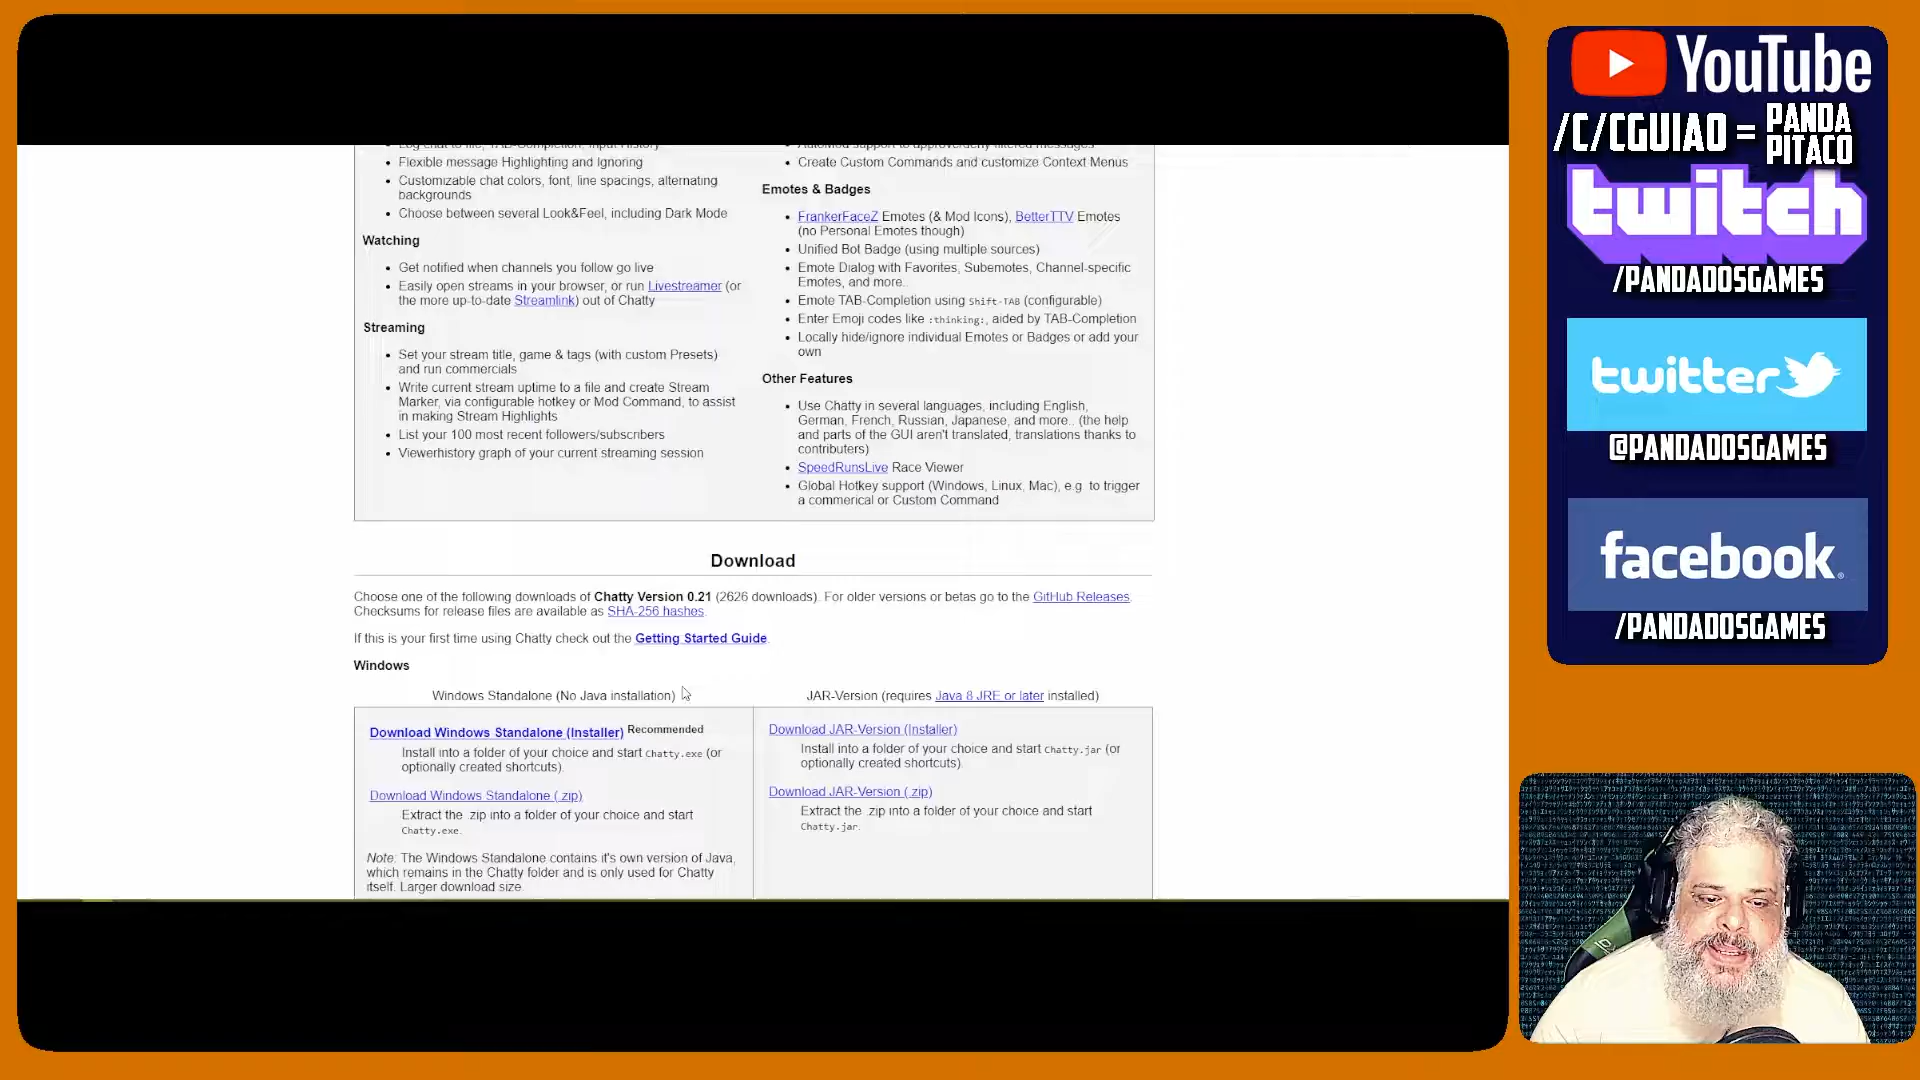 Log chat to file, TAB-Completion, Input History
• Flexible message Highlighting and Ignoring
• Customizable chat colors, font, line spacings, alternating
backgrounds
• Choose between several Look&Feel, including Dark Mode
Watching
• Get notified when channels you follow go live
• Easily open streams in your browser, or run Livestreamer (or
the more up-to-date Streamlink) out of Chatty
Streaming
• Set your stream title, game & tags (with custom Presets)
and run commercials
• Write current stream uptime to a file and create Stream
Marker, via configurable hotkey or Mod Command, to assist
in making Stream Highlights
• List your 100 most recent followers/subscribers
• Viewerhistory graph of your current streaming session
AutoMod support to approve/deny filtered messages
• Create Custom Commands and customize Context Menus
Emotes & Badges
• FrankerFaceZ Emotes (& Mod Icons), BetterTTV Emotes
(no Personal Emotes though)
• Unified Bot Badge (using multiple sources)
• Emote Dialog with Favorites, Subemotes, Channel-specific
Emotes, and more..
• Emote TAB-Completion using Shift-TAB (configurable)
• Enter Emoji codes like :thinking:, aided by TAB-Completion
• Locally hide/ignore individual Emotes or Badges or add your
own
Other Features
• Use Chatty in several languages, including English,
German, French, Russian, Japanese, and more.. (the help
and parts of the GUI aren't translated, translations thanks to
contributers)
• SpeedRunsLive Race Viewer
• Global Hotkey support (Windows, Linux, Mac), e.g. to trigger
a commerical or Custom Command
Download
Choose one of the following downloads of Chatty Version 0.21 (2626 downloads). For older versions or betas go to the GitHub Releases.
Checksums for release files are available as SHA-256 hashes.
If this is your first time using Chatty check out the Getting Started Guide.
Windows
Windows Standalone (No Java installation)
Download Windows Standalone (Installer) Recommended
Install into a folder of your choice and start Chatty.exe (or
optionally created shortcuts).
Download Windows Standalone (.zip)
Extract the .zip into a folder of your choice and start
Chatty.exe.
Note: The Windows Standalone contains it's own version of Java,
which remains in the Chatty folder and is only used for Chatty
itself. Larger download size.
JAR-Version (requires Java 8 JRE or later installed)
Download JAR-Version (Installer)
Install into a folder of your choice and start Chatty.jar (or
optionally created shortcuts).
Download JAR-Version (.zip)
Extract the .zip into a folder of your choice and start
Chatty.jar.
YouTube
/C/CGUIAO = PANDA
PITACO
twitch
/PANDADOSGAMES
twitter
@PANDADOSGAMES
facebook
/PANDADOSGAMES